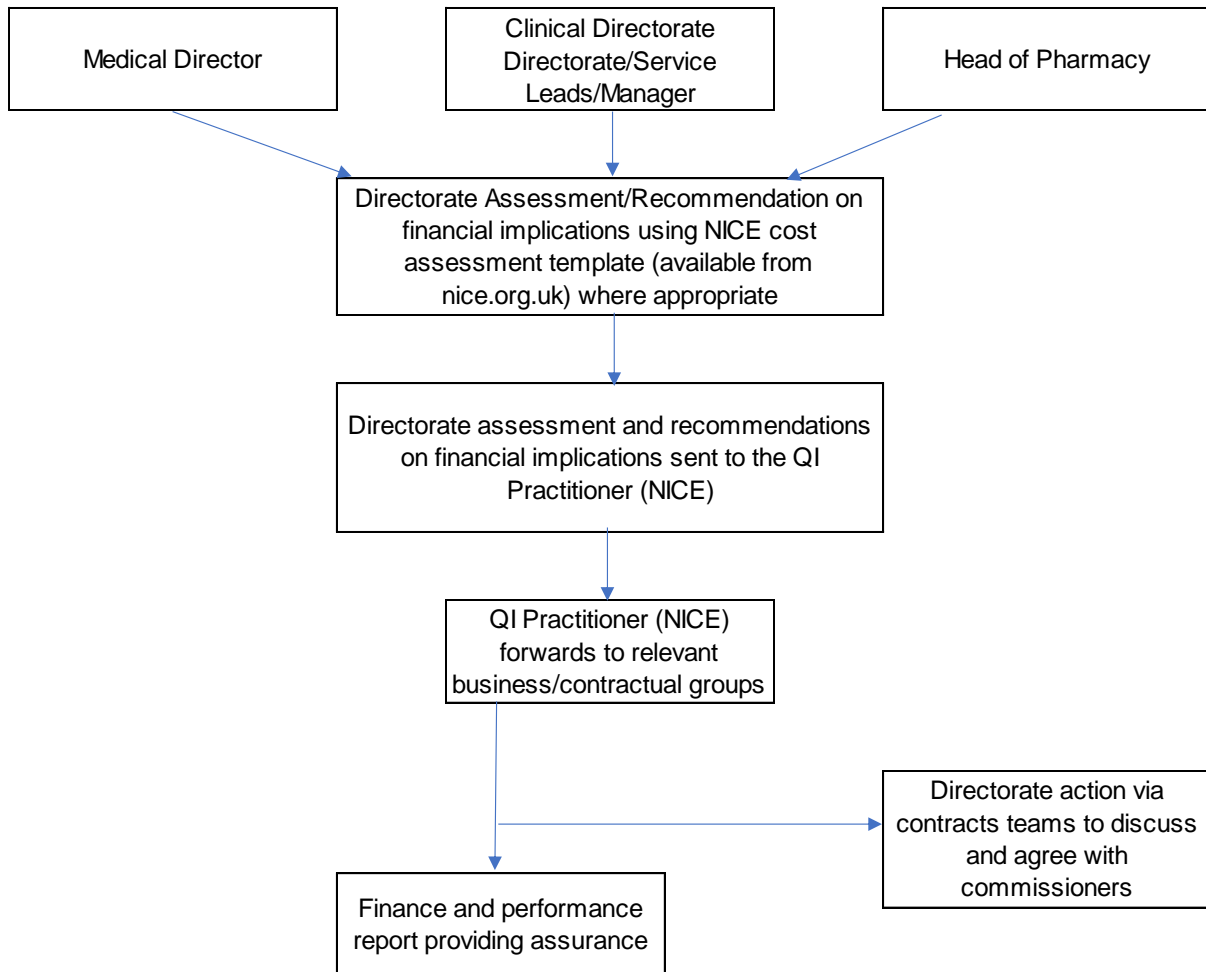 Medical Director
Clinical Directorate
Directorate/Service
Leads/Manager
Head of Pharmacy
Directorate Assessment/Recommendation on
financial implications using NICE cost
assessment template (available from
nice.org.uk) where appropriate
Directorate assessment and recommendations
on financial implications sent to the QI
Practitioner (NICE)
QI Practitioner (NICE)
forwards to relevant
business/contractual groups
Directorate action via
contracts teams to discuss
and agree with
commissioners
Finance and performance
report providing assurance